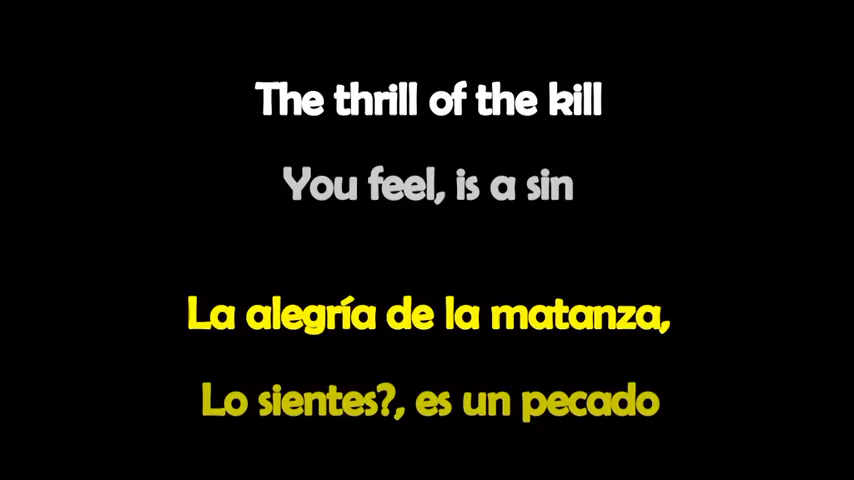 The thrill of the kill
You feel, is a sin
La alegría de la matanza,
Lo sientes?, es un pecado